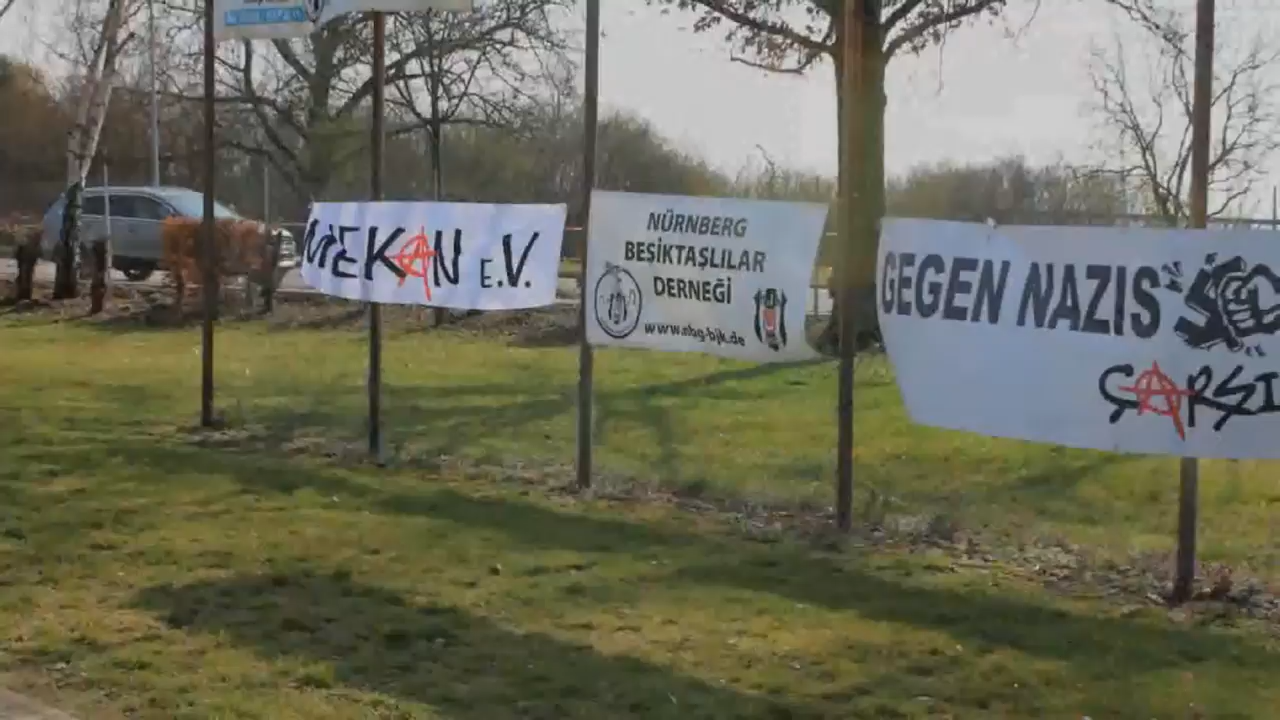 MEKAN E.V.
NÜRNBERG
BEŞİKTAŞLILAR
DERNEĞİ
www.nbg-bjk.de
GEGEN NAZIS
ÇARŞI